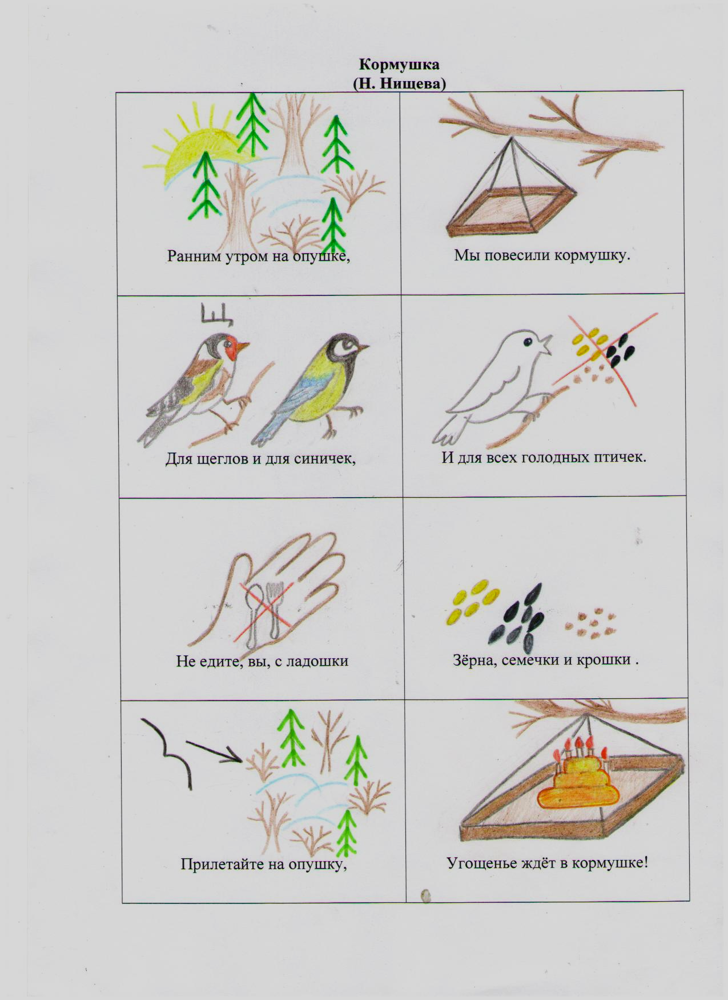 Кормушка
(Н. Нищева)
Ранним утром на опушке,
Мы повесили кормушку.
Щ
Для щеглов и для синичек,
И для всех голодных птичек.
Не едите, вы, с ладошки
Зёрна, семечки и крошки .
Прилетайте на опушку,
Угощенье ждёт в кормушке!